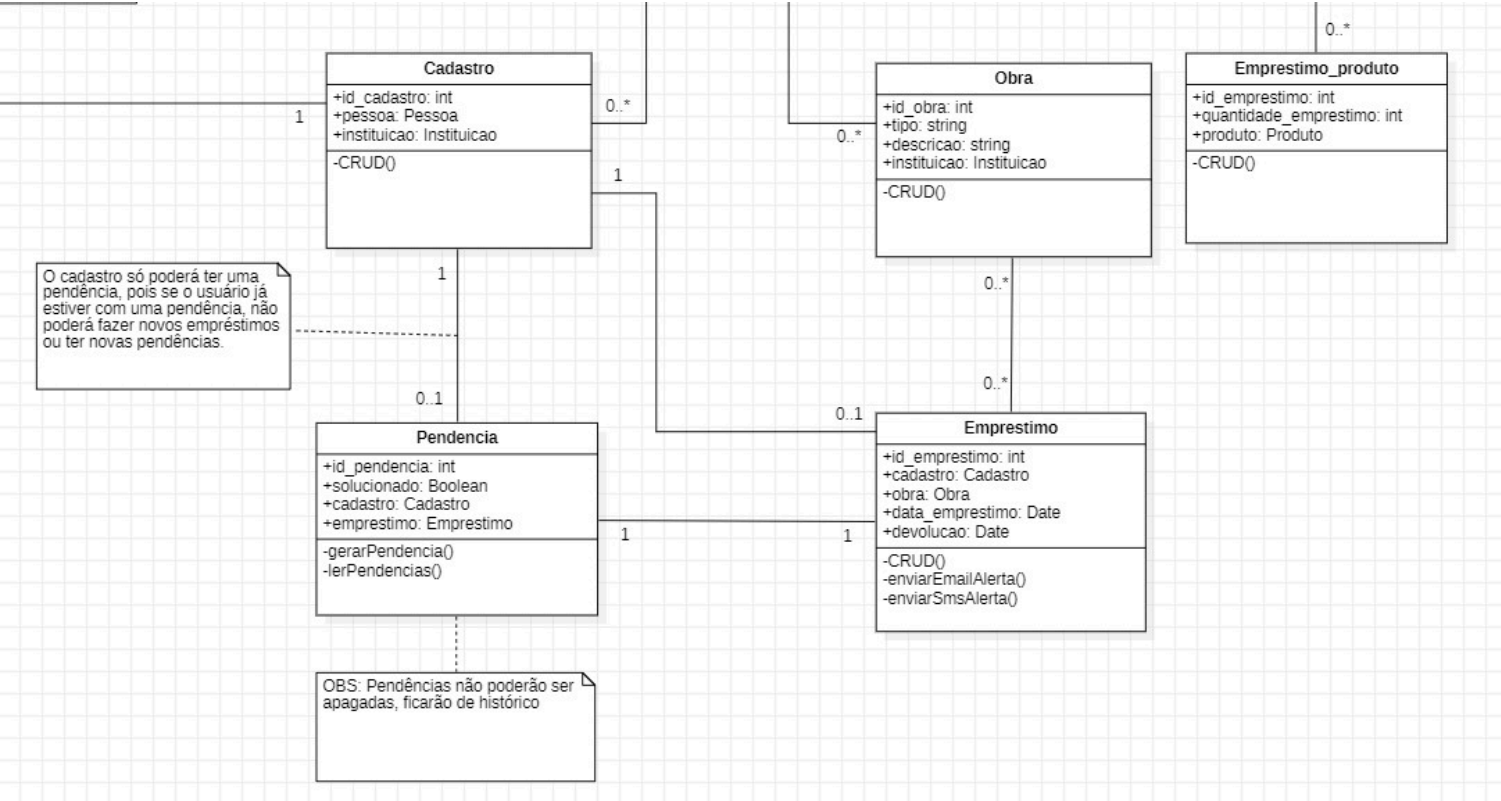 Cadastro
+id_cadastro: int
+pessoa: Pessoa
+instituicao: Instituicao
-CRUD()
1
0..*
1
1
0..1
O cadastro só poderá ter uma
pendência, pois se o usuário já
estiver com uma pendência, não
poderá fazer novos empréstimos
ou ter novas pendências.
Obra
+id_obra: int
+tipo: string
+descricao: string
+instituicao: Instituicao
-CRUD()
0..*
0..*
0..*
Emprestimo_produto
+id_emprestimo: int
+quantidade_emprestimo: int
+produto: Produto
-CRUD()
0..*
Pendencia
+id_pendencia: int
+solucionado: Boolean
+cadastro: Cadastro
+emprestimo: Emprestimo
-gerarPendencia()
-lerPendencias()
1
1
0..1
Emprestimo
+id_emprestimo: int
+cadastro: Cadastro
+obra: Obra
+data_emprestimo: Date
+devolucao: Date
-CRUD()
-enviarEmailAlerta()
-enviarSmsAlerta()
OBS: Pendências não poderão ser
apagadas, ficarão de histórico